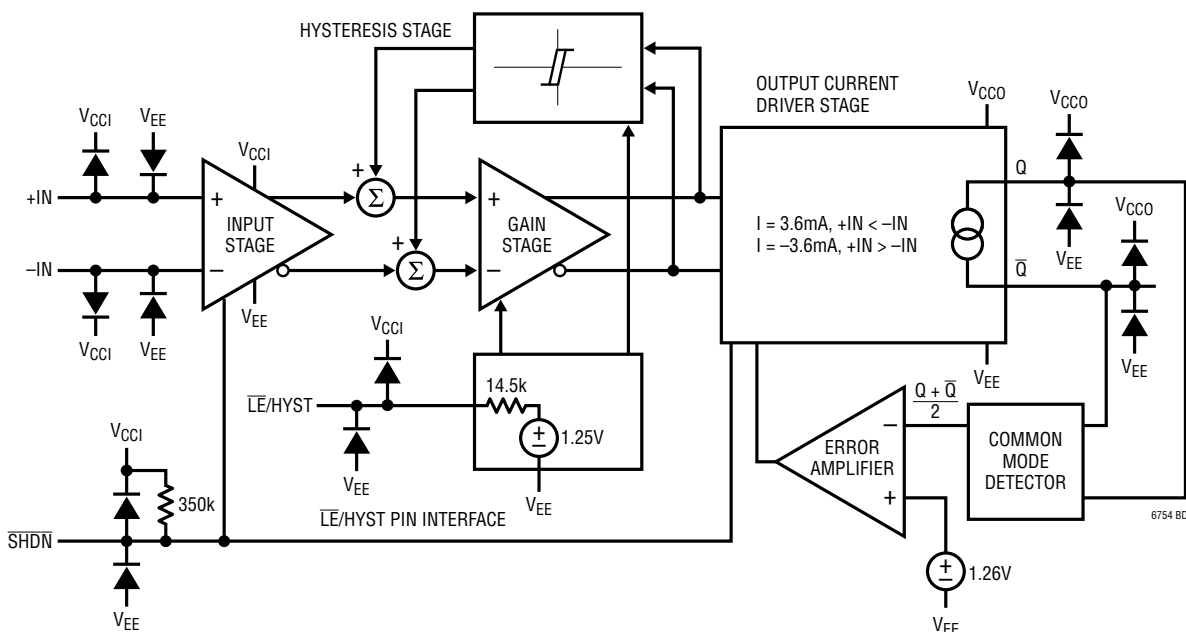 HYSTERESIS STAGE
OUTPUT CURRENT
DRIVER STAGE
VCCO
VCCO
VCCI
VEE
VCCI
+IN
+
INPUT
STAGE
–
–IN
VCCI
VEE
VEE
+
Σ
+
Σ
+
GAIN
STAGE
–
I = 3.6mA, +IN < –IN
I = –3.6mA, +IN > –IN
Q
Q̅
VEE
VCCO
VEE
VEE
VCCI
L̅E̅/HYST
14.5k
+
–
1.25V
VEE
VEE
L̅E̅/HYST PIN INTERFACE
VCCI
350k
S̅H̅D̅N̅
VEE
ERROR
AMPLIFIER
–
+
Q + Q̅
2
COMMON
MODE
DETECTOR
+
–
1.26V
VEE
6754 BD